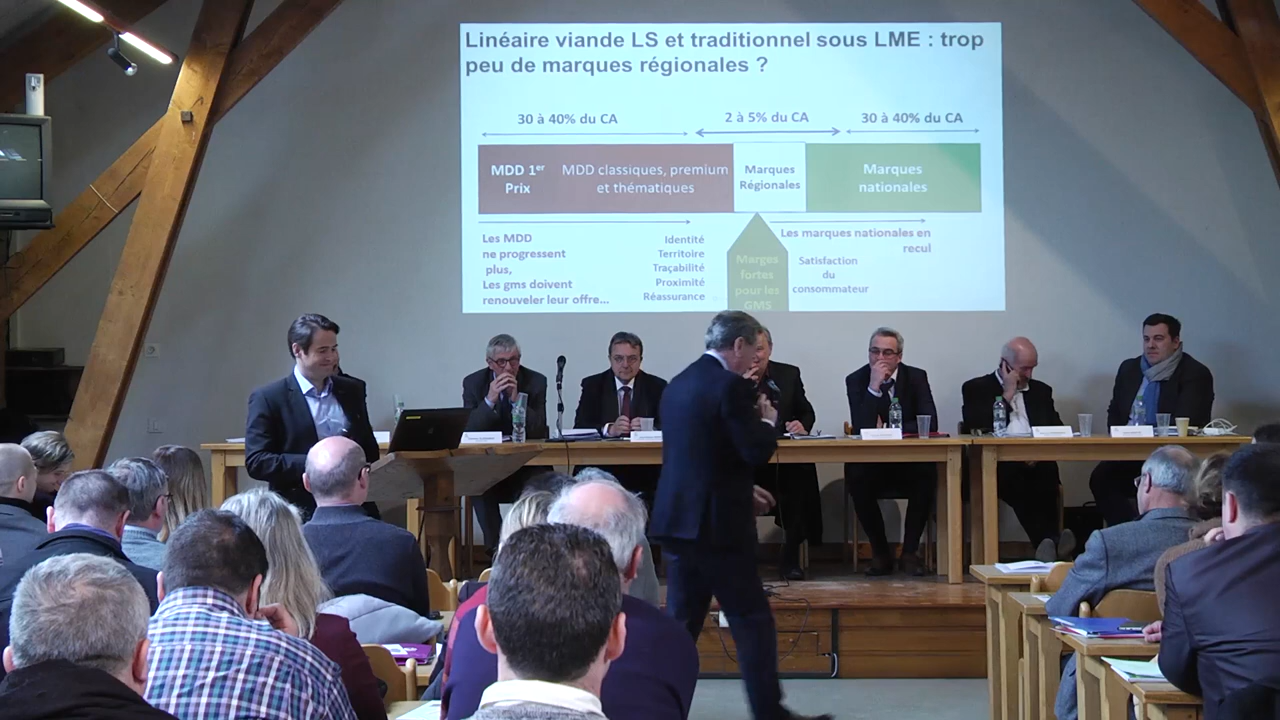 Linéaire viande LS et traditionnel sous LME : trop
peu de marques régionales ?
30 à 40% du CA
2 à 5% du CA
30 à 40% du CA
MDD 1er
Prix
MDD classiques, premium
et thématiques
Marques
Régionales
Marques
nationales
Les MDD
ne progressent
plus,
Les gms doivent
renouveler leur offre...
Identité
Territoire
Traçabilité
Proximité
Réassurance
Marges
fortes
pour les
GMS
Les marques nationales en
recul
Satisfaction
du
consommateur